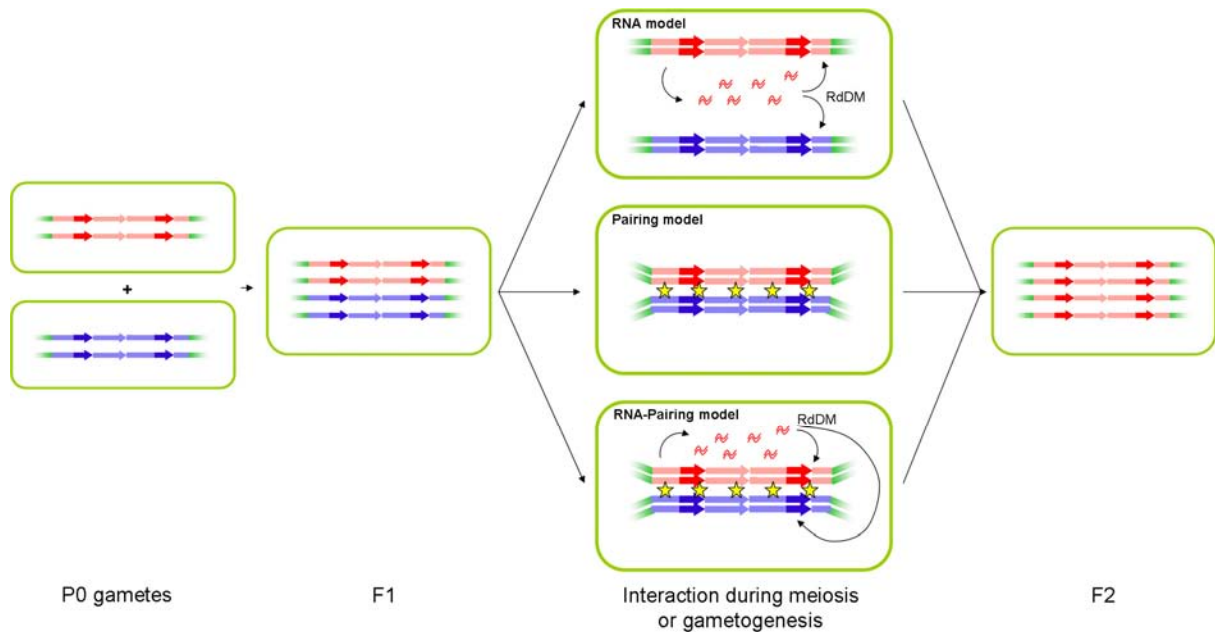 RNA model
RdDM
Pairing model
+
RNA-Pairing model
RdDM
P0 gametes
F1
Interaction during meiosis
or gametogenesis
F2